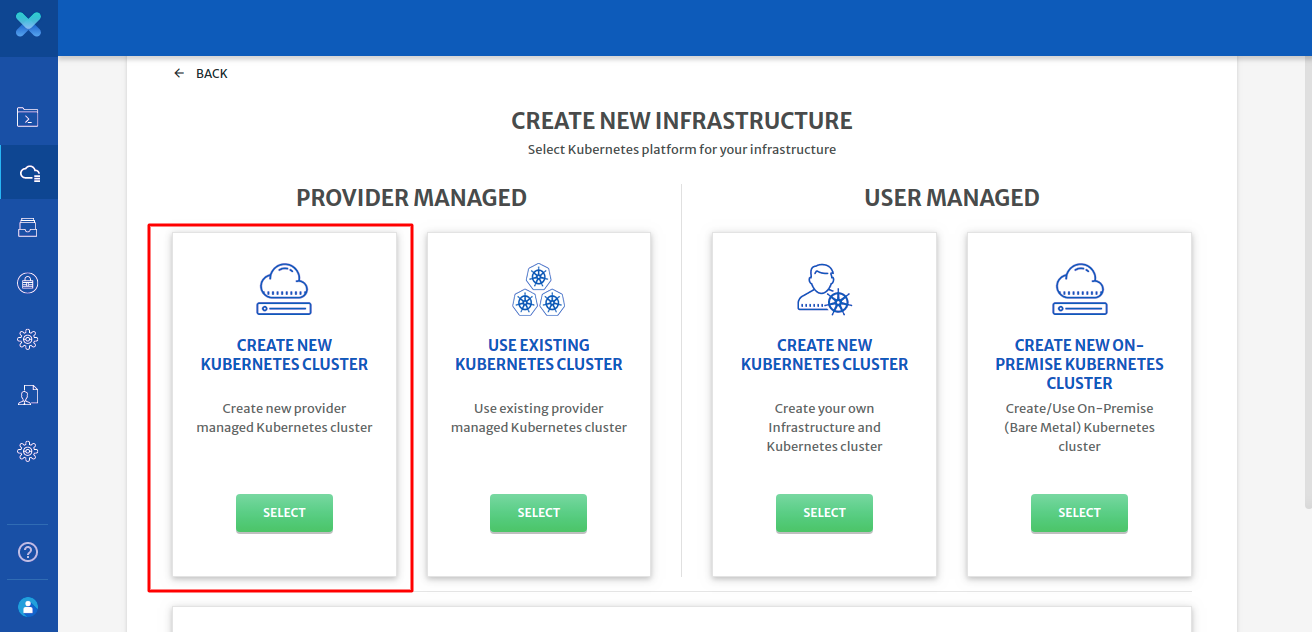 BACK
CREATE NEW INFRASTRUCTURE
Select Kubernetes platform for your infrastructure
PROVIDER MANAGED
CREATE NEW
KUBERNETES CLUSTER
Create new provider
managed Kubernetes cluster
SELECT
USE EXISTING
KUBERNETES CLUSTER
Use existing provider
managed Kubernetes cluster
SELECT
USER MANAGED
CREATE NEW
KUBERNETES CLUSTER
Create your own
Infrastructure and
Kubernetes cluster
SELECT
CREATE NEW ON-
PREMISE KUBERNETES
CLUSTER
Create/Use On-Premise
(Bare Metal) Kubernetes
cluster
SELECT